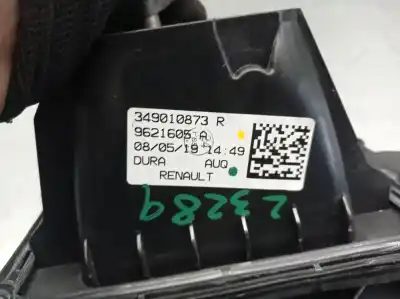 349010873 R
9621605 A
08/05/19 14:49
DURA AUQ
RENAULT
23289